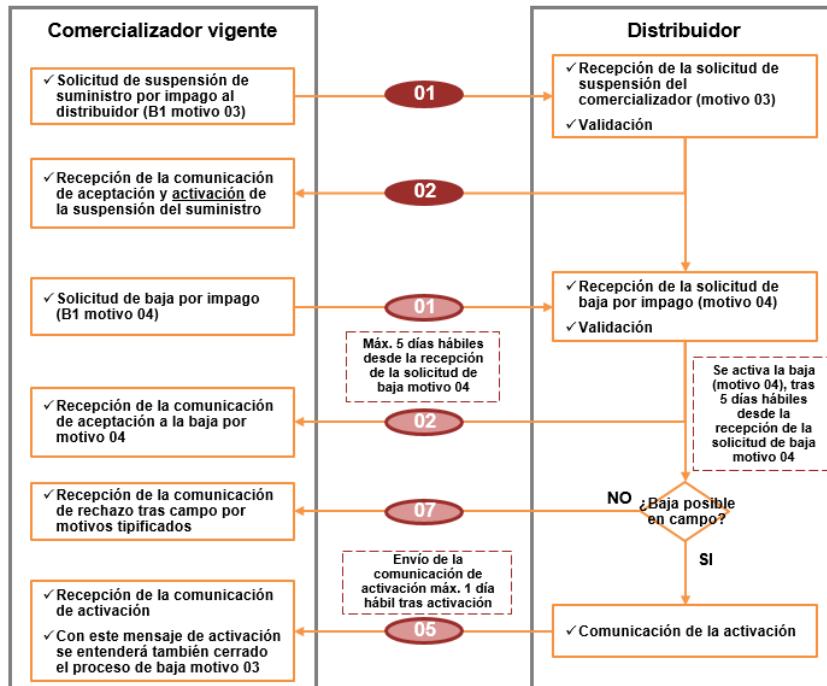 Comercializador vigente
Distribuidor
✓ Solicitud de suspensión de
suministro por impago al
distribuidor (B1 motivo 03)
01
✓ Recepción de la solicitud de
suspensión del
comercializador (motivo 03)
✓ Validación
✓ Recepción de la comunicación
de aceptación y activación de
la suspensión del suministro
02
✓ Solicitud de baja por impago
(B1 motivo 04)
01
✓ Recepción de la solicitud de
baja por impago (motivo 04)
✓ Validación
Máx. 5 días hábiles
desde la recepción
de la solicitud de
baja motivo 04
Se activa la baja
(motivo 04), tras
5 días hábiles
desde la
recepción de la
solicitud de baja
motivo 04
✓ Recepción de la comunicación
de aceptación a la baja por
motivo 04
02
✓ Recepción de la comunicación
de rechazo tras campo por
motivos tipificados
07
NO
¿Baja posible
en campo?
SI
Envío de la
comunicación de
activación máx. 1 día
hábil tras activación
✓ Recepción de la comunicación
de activación
✓ Con este mensaje de activación
se entenderá también cerrado
el proceso de baja motivo 03
05
✓ Comunicación de la activación